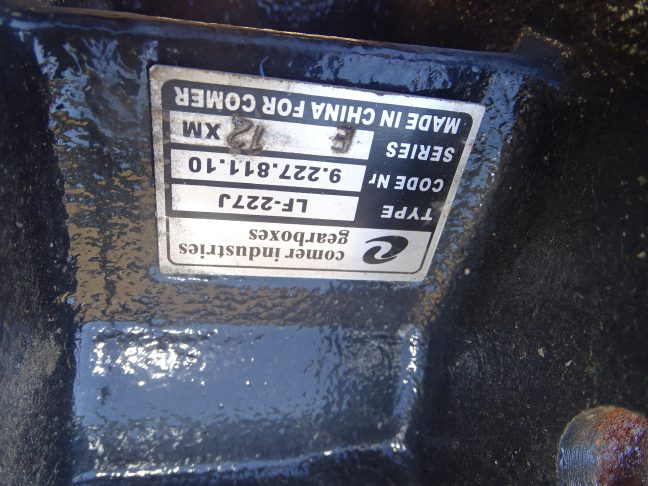 comer industries
gearboxes
TYPE LF-227J
CODE Nr 9.227.811.10
SERIES E 12 XM
MADE IN CHINA FOR COMER